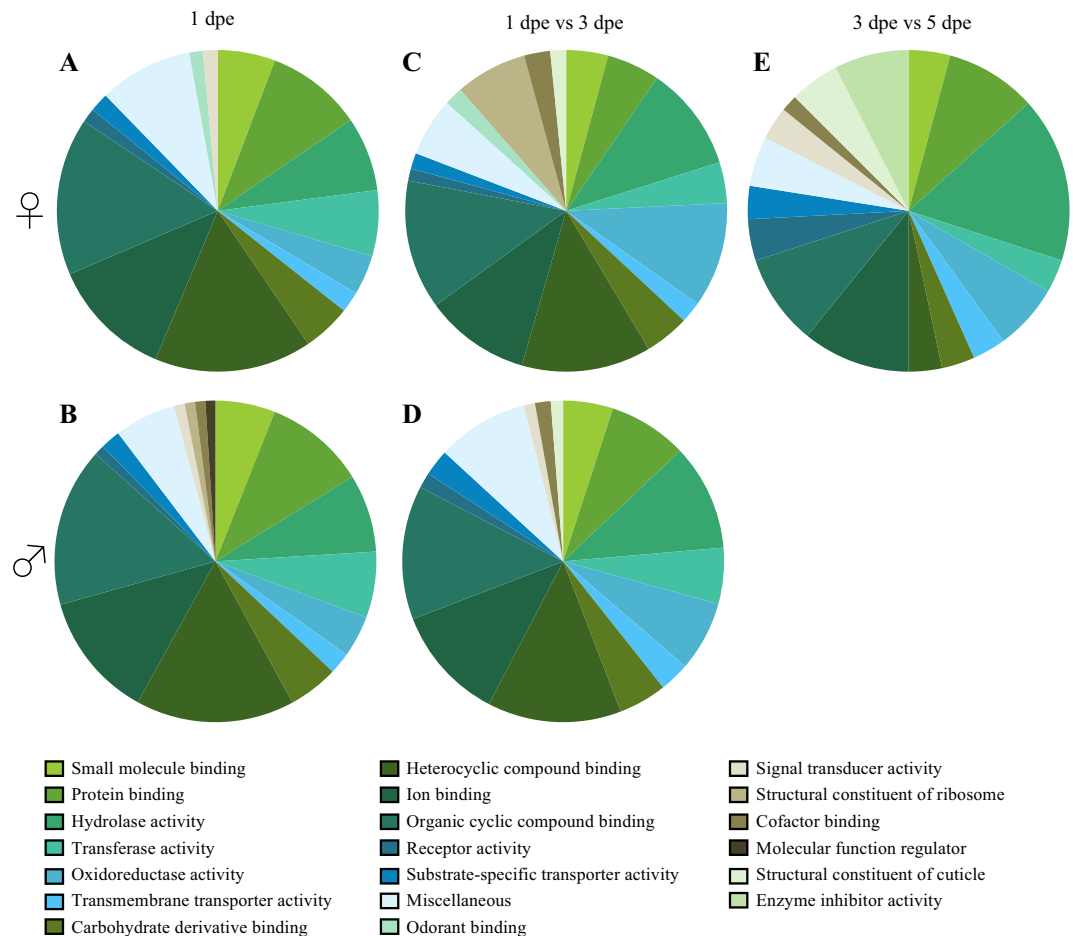 1 dpe
1 dpe vs 3 dpe
3 dpe vs 5 dpe
A
C
E
♀
B
D
♂
Small molecule binding
Protein binding
Hydrolase activity
Transferase activity
Oxidoreductase activity
Transmembrane transporter activity
Carbohydrate derivative binding
Heterocyclic compound binding
Ion binding
Organic cyclic compound binding
Receptor activity
Substrate-specific transporter activity
Miscellaneous
Odorant binding
Signal transducer activity
Structural constituent of ribosome
Cofactor binding
Molecular function regulator
Structural constituent of cuticle
Enzyme inhibitor activity